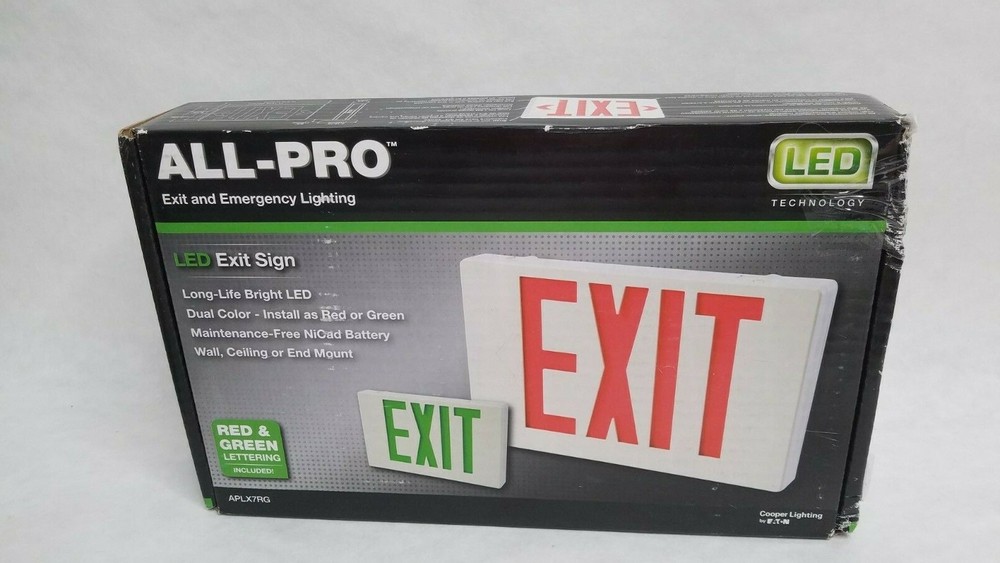 <EXIT>
ALL-PRO™
Exit and Emergency Lighting
LED
TECHNOLOGY
LED Exit Sign
Long-Life Bright LED
Dual Color - Install as Red or Green
Maintenance-Free NiCad Battery
Wall, Ceiling or End Mount
EXIT
EXIT
RED &
GREEN
LETTERING
INCLUDED!
APLX7RG
Cooper Lighting
by EATON